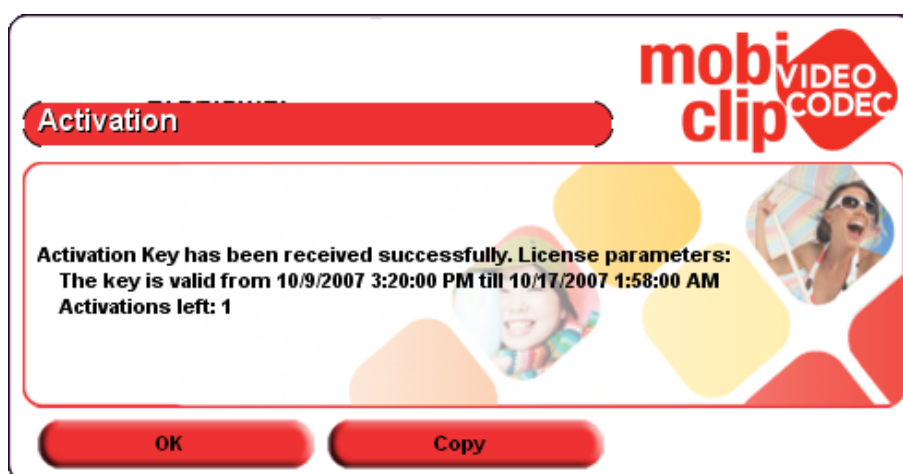 mobi
clip
VIDEO
CODEC
Activation
Activation Key has been received successfully. License parameters:
The key is valid from 10/9/2007 3:20:00 PM till 10/17/2007 1:58:00 AM
Activations left: 1
OK
Copy